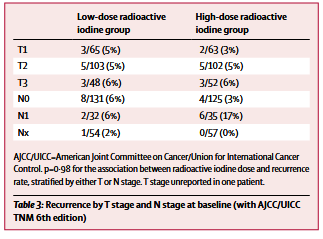 Low-dose radioactive iodine group High-dose radioactive iodine group
T1 3/65 (5%) 2/63 (3%)
T2 5/103 (5%) 5/102 (5%)
T3 3/48 (6%) 3/52 (6%)
N0 8/131 (6%) 4/125 (3%)
N1 2/32 (6%) 6/35 (17%)
Nx 1/54 (2%) 0/57 (0%)
AJCC/UICC=American Joint Committee on Cancer/Union for International Cancer
Control. p=0·98 for the association between radioactive iodine dose and recurrence
rate, stratified by either T or N stage. T stage unreported in one patient.
Table 3: Recurrence by T stage and N stage at baseline (with AJCC/UICC
TNM 6th edition)